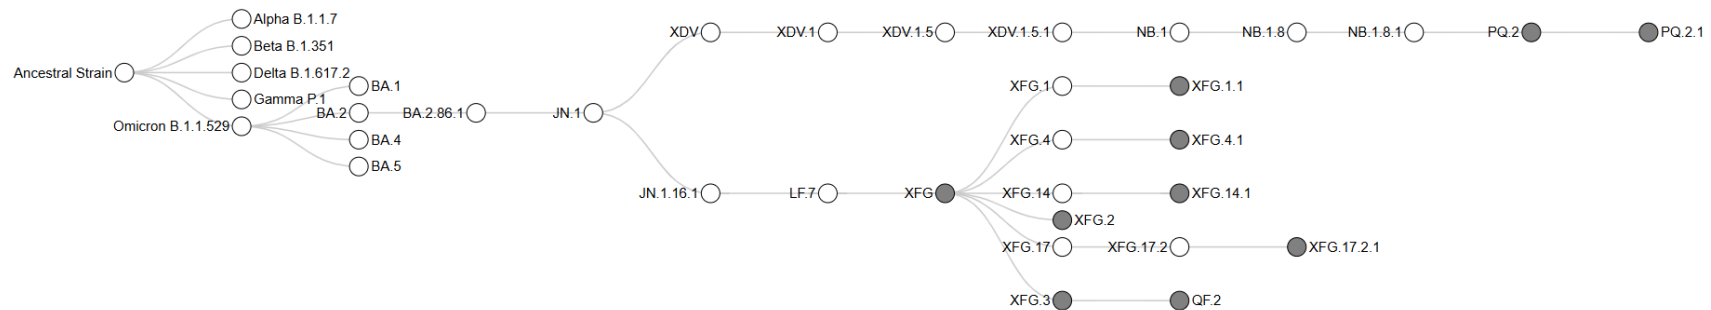 Alpha B.1.1.7
XDV
XDV.1
XDV.1.5
XDV.1.5.1
NB.1
NB.1.8
NB.1.8.1
PQ.2
PQ.2.1
Beta B.1.351
Ancestral Strain
Delta B.1.617.2
BA.1
XFG.1
XFG.1.1
Gamma P.1
BA.2
BA.2.86.1
JN.1
Omicron B.1.1.529
BA.4
XFG.4
XFG.4.1
BA.5
JN.1.16.1
LF.7
XFG
XFG.14
XFG.14.1
XFG.2
XFG.17
XFG.17.2
XFG.17.2.1
XFG.3
QF.2